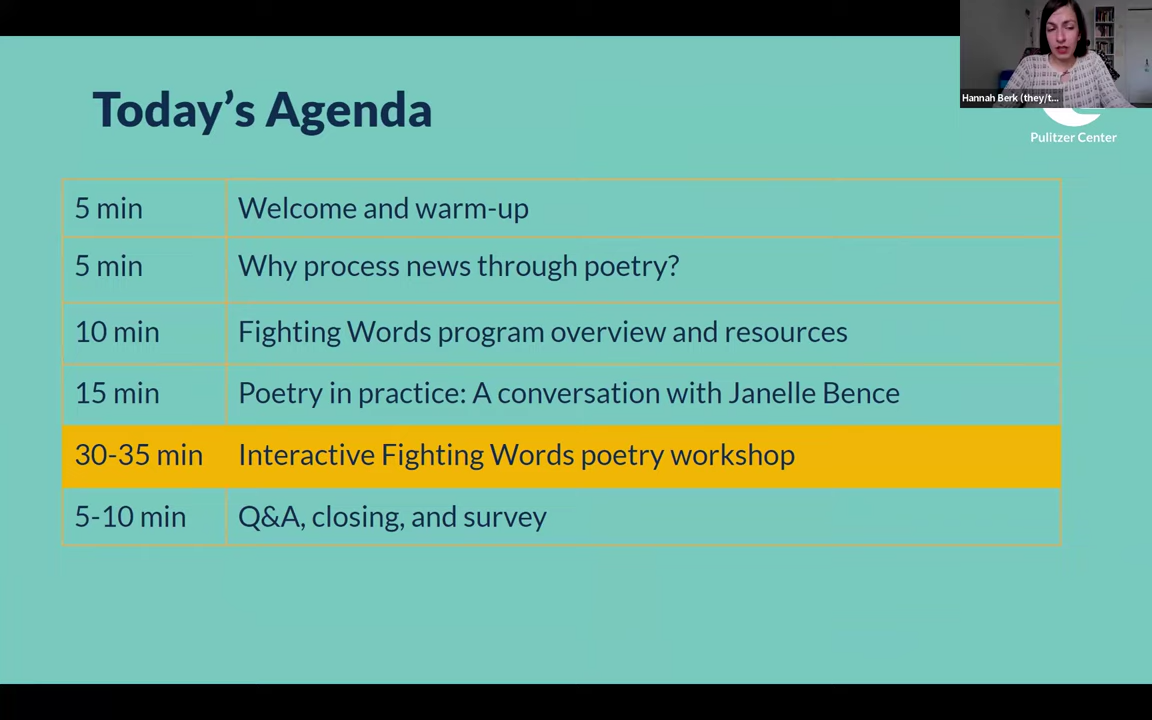 Today's Agenda
Hannah Berk (they/t...
Pulitzer Center
5 min Welcome and warm-up
5 min Why process news through poetry?
10 min Fighting Words program overview and resources
15 min Poetry in practice: A conversation with Janelle Bence
30-35 min Interactive Fighting Words poetry workshop
5-10 min Q&A, closing, and survey